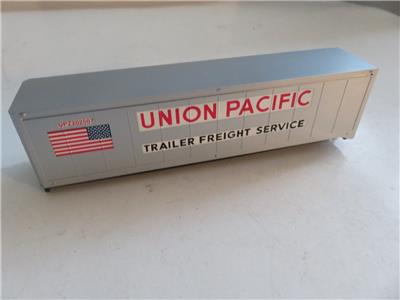 UNION PACIFIC
TRAILER FREIGHT SERVICE